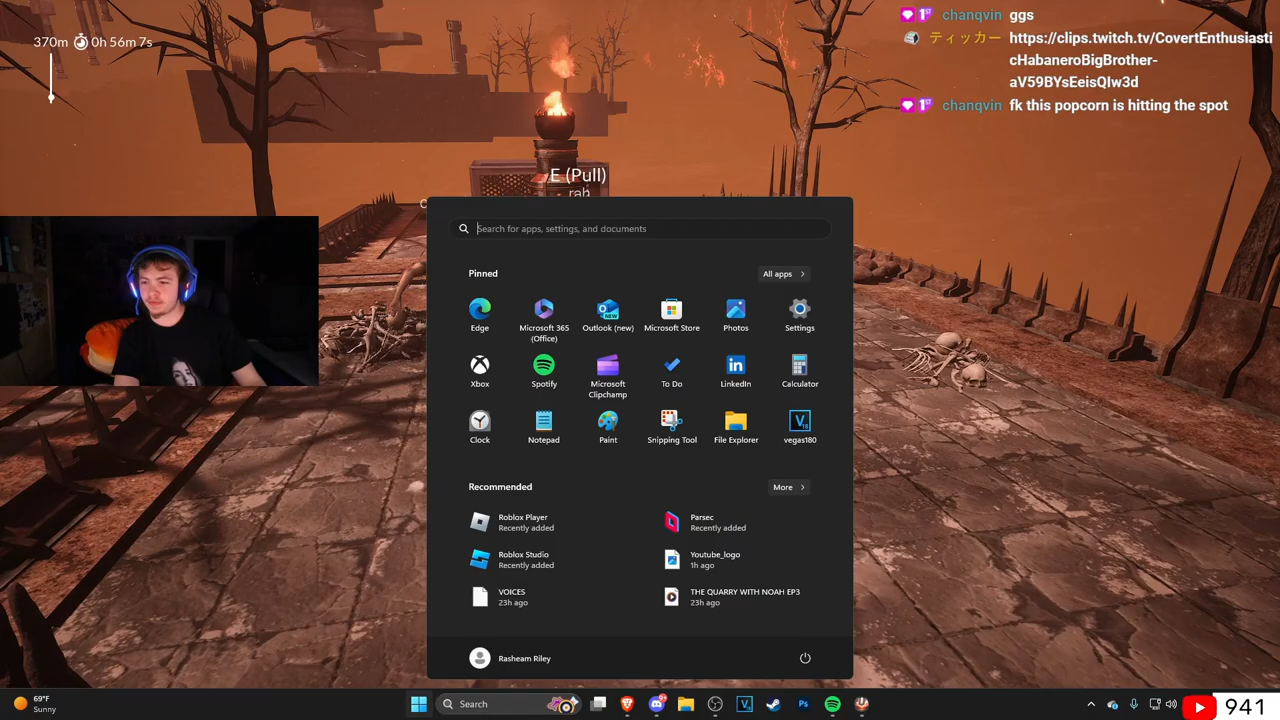 370m 0h 56m 7s
chanqvin ggs
ティッカー https://clips.twitch.tv/CovertEnthusiasti
cHabaneroBigBrother-
aV59BYsEeisQIw3d
chanqvin fk this popcorn is hitting the spot
E (Pull)
rah
Search for apps, settings, and documents
Pinned
All apps
Edge
Microsoft 365
(Office)
Outlook (new)
Microsoft Store
Photos
Settings
Xbox
Spotify
Microsoft
Clipchamp
To Do
LinkedIn
Calculator
Clock
Notepad
Paint
Snipping Tool
File Explorer
vegas180
Recommended
More
Roblox Player
Recently added
Parsec
Recently added
Roblox Studio
Recently added
Youtube_logo
1h ago
VOICES
23h ago
THE QUARRY WITH NOAH EP3
23h ago
Rasheam Riley
69°F
Sunny
Search
941